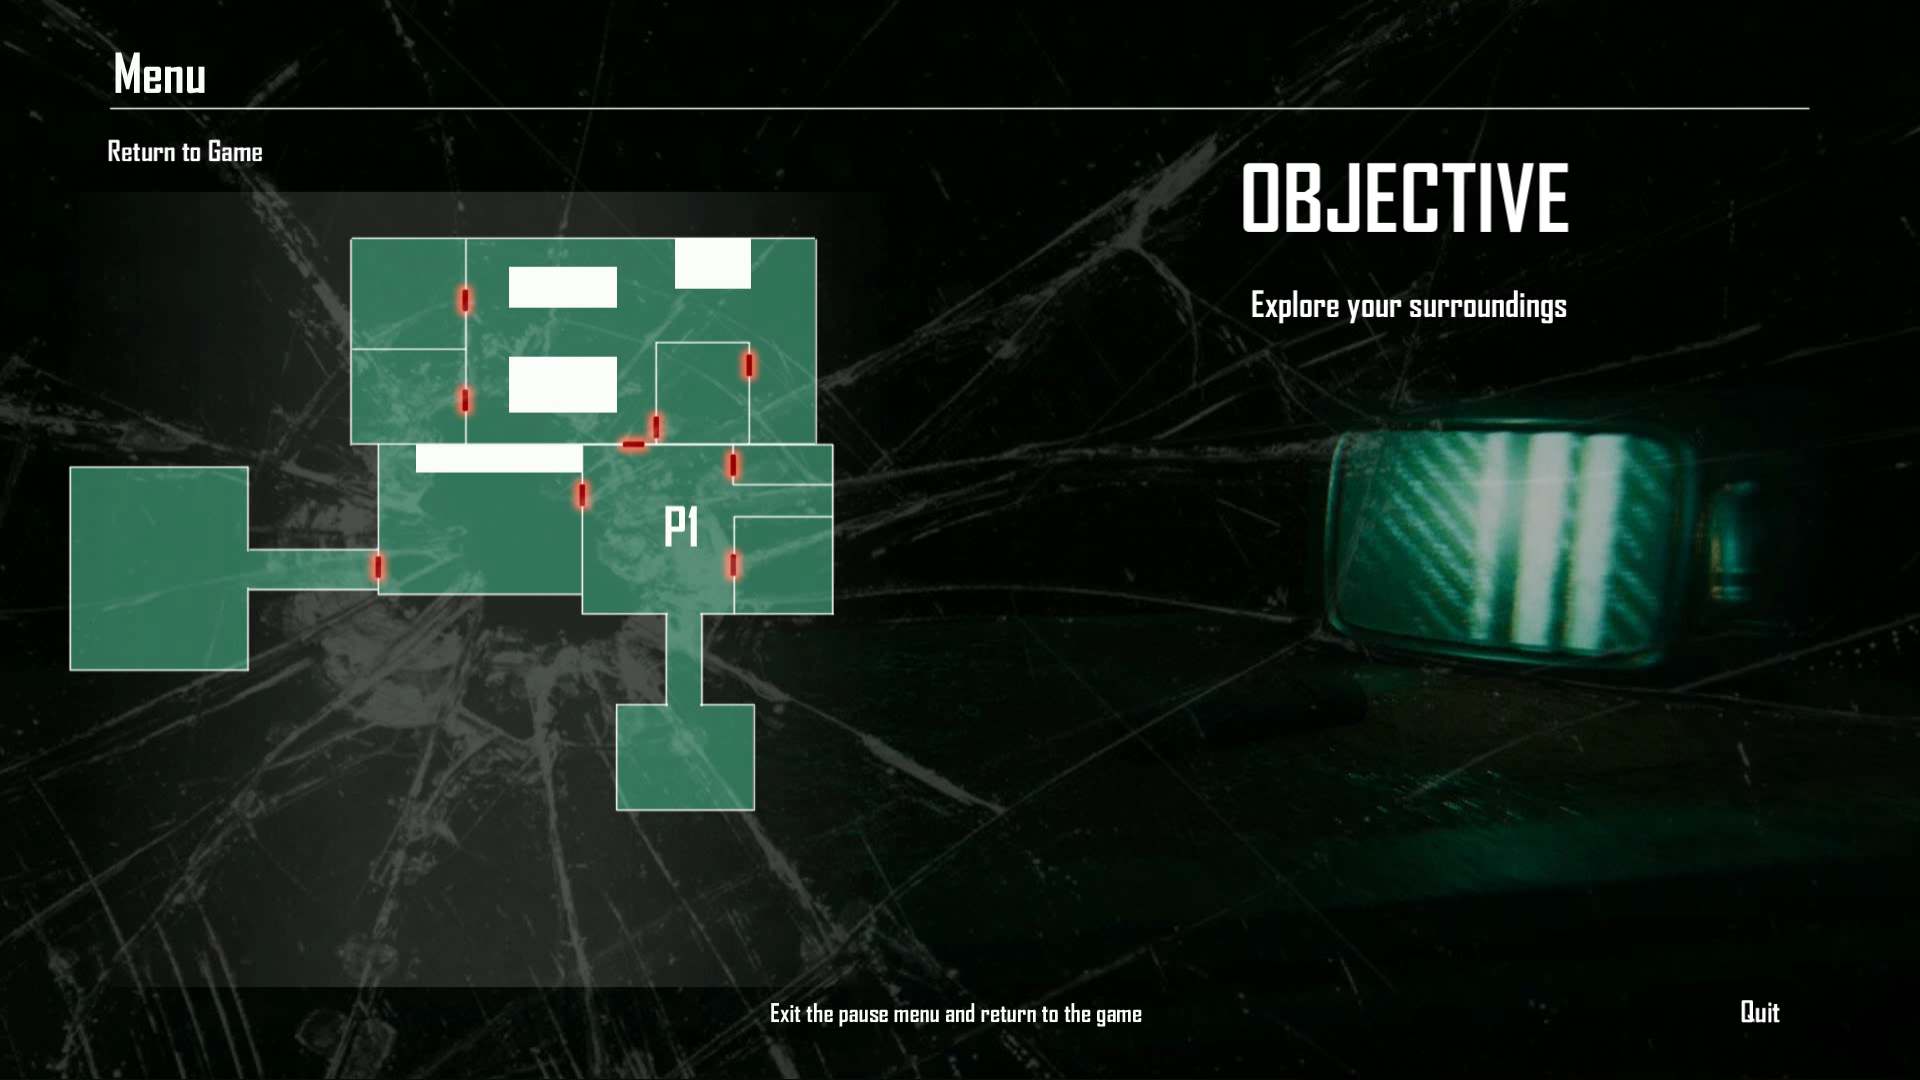 Menu
Return to Game
OBJECTIVE
Explore your surroundings
P1
Exit the pause menu and return to the game
Quit